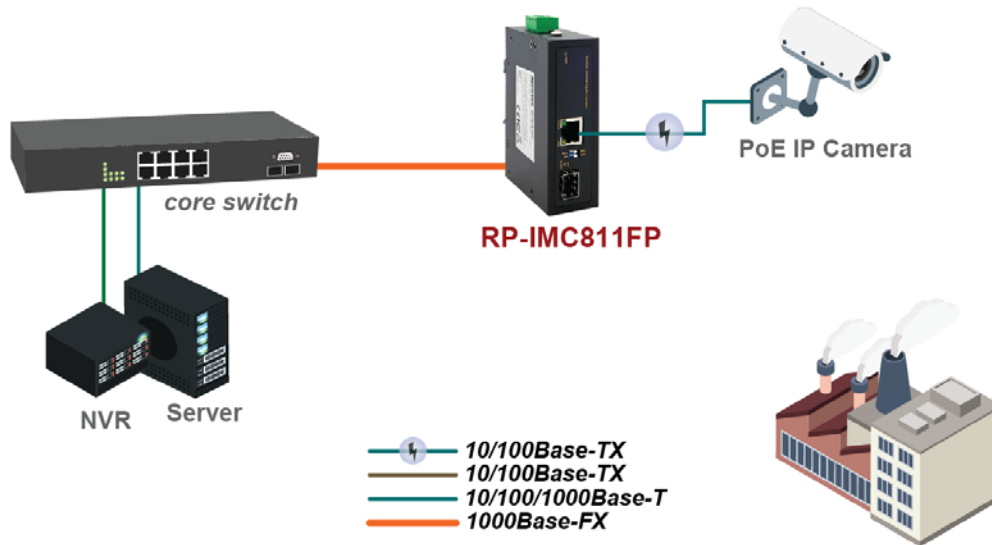 PoE IP Camera
core switch
RP-IMC811FP
NVR
Server
10/100Base-TX
10/100Base-TX
10/100/1000Base-T
1000Base-FX